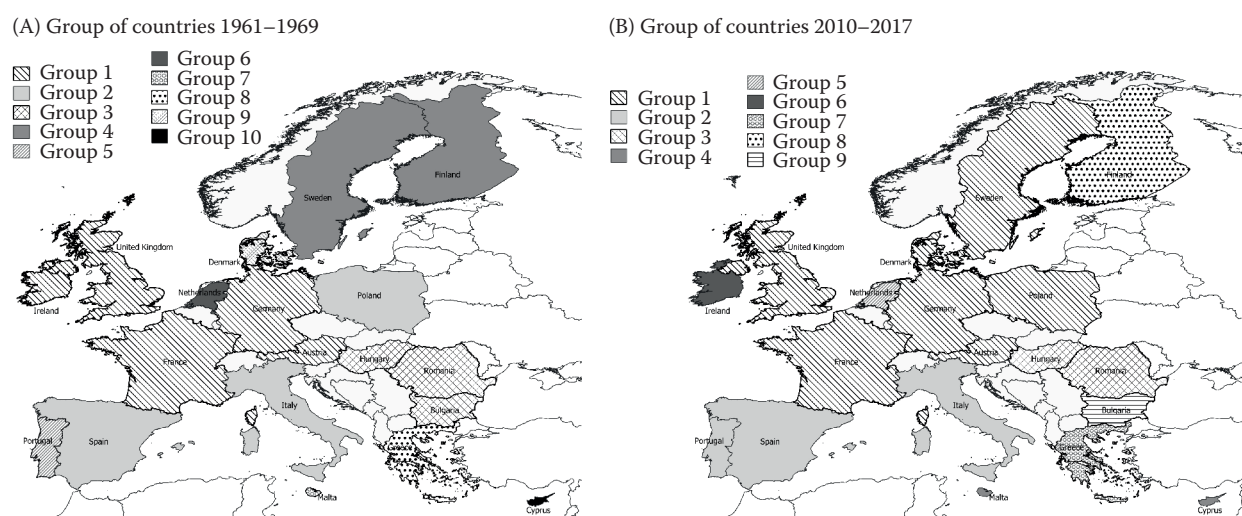 (A) Group of countries 1961–1969
Group 1
Group 2
Group 3
Group 4
Group 5
Group 6
Group 7
Group 8
Group 9
Group 10
Finland
Sweden
United Kingdom
Denmark
Ireland
Netherlands
Poland
Germany
France
Austria
Hungary
Romania
Italy
Bulgaria
Portugal
Spain
Greece
Malta
Cyprus
(B) Group of countries 2010–2017
Group 1
Group 2
Group 3
Group 4
Group 5
Group 6
Group 7
Group 8
Group 9
Finland
Sweden
United Kingdom
Denmark
Ireland
Netherlands
Poland
Germany
France
Austria
Hungary
Romania
Italy
Bulgaria
Portugal
Spain
Greece
Malta
Cyprus